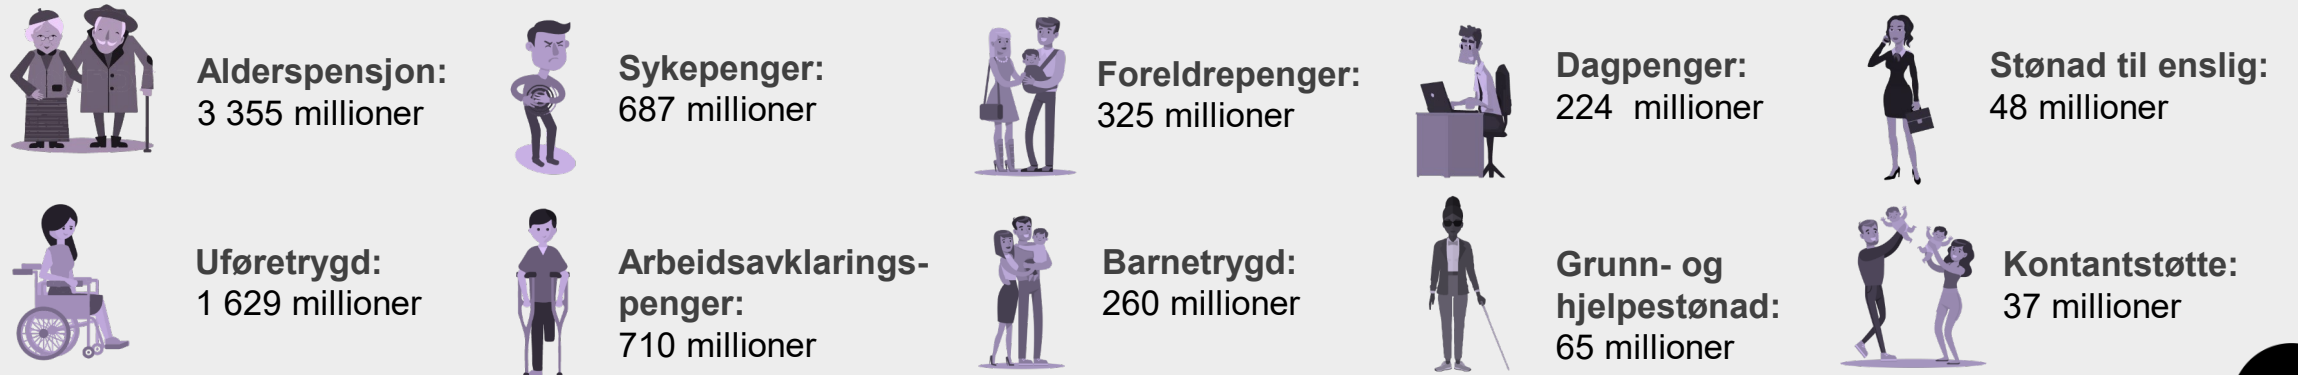 Alderspensjon:
3 355 millioner
Sykepenger:
687 millioner
Foreldrepenger:
325 millioner
Dagpenger:
224  millioner
Stønad til enslig:
48 millioner
Uføretrygd:
1 629 millioner
Arbeidsavklarings-
penger:
710 millioner
Barnetrygd:
260 millioner
Grunn- og
hjelpestønad:
65 millioner
Kontantstøtte:
37 millioner